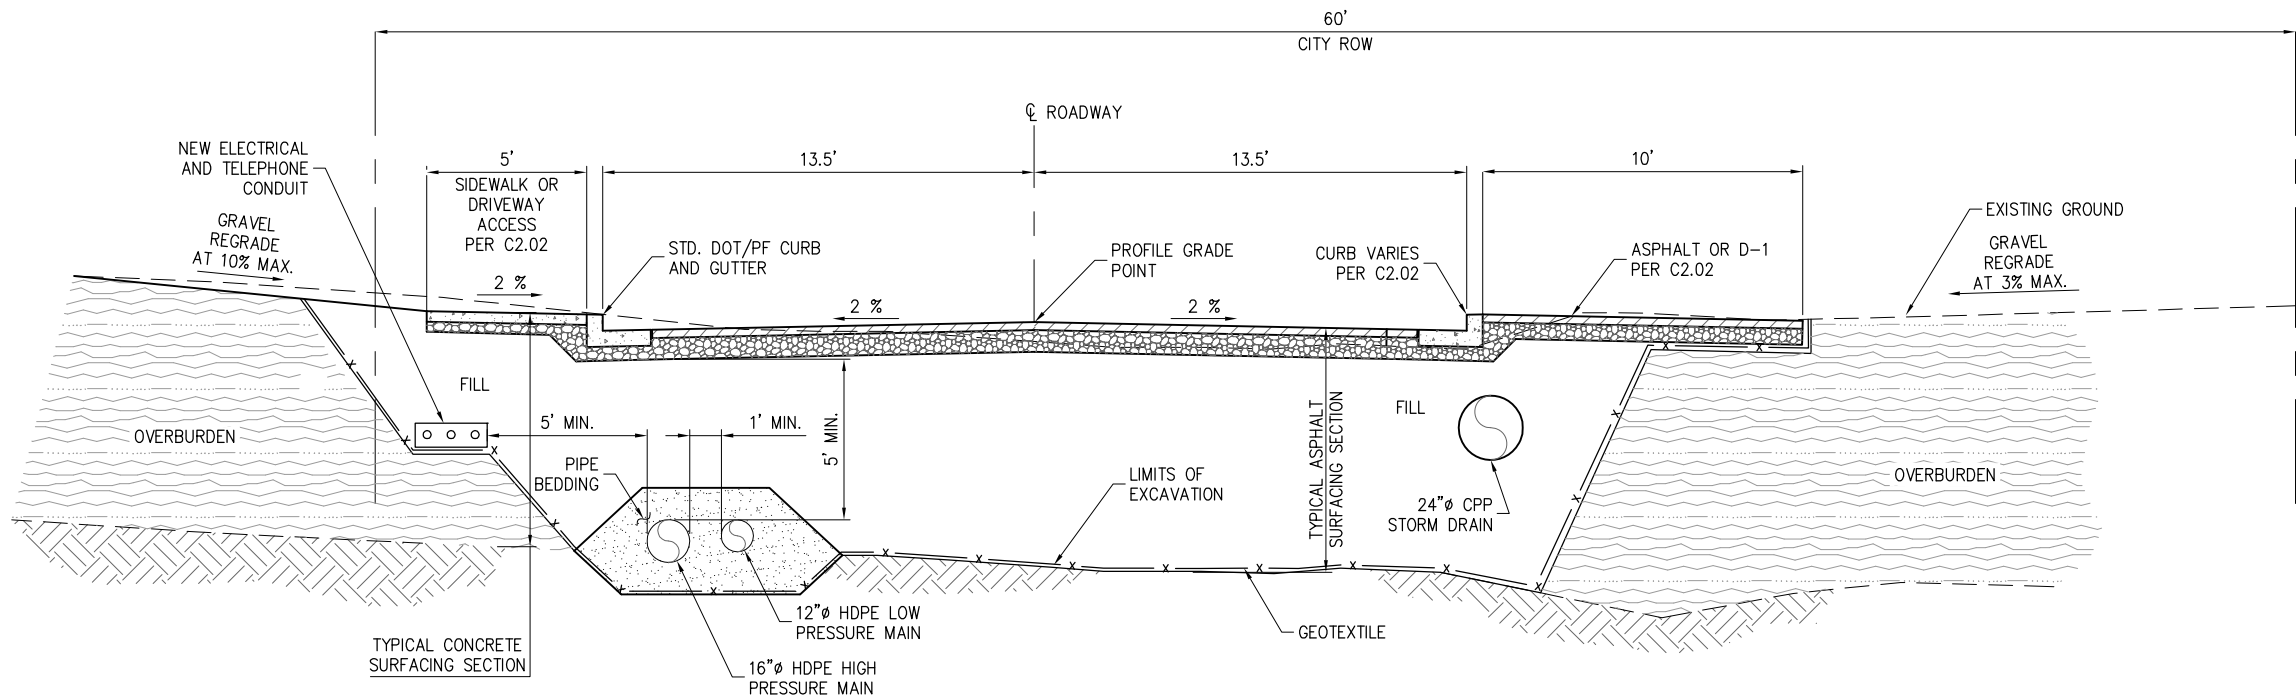 60'
CITY ROW
℄ ROADWAY
NEW ELECTRICAL
AND TELEPHONE
CONDUIT
5'
SIDEWALK OR
DRIVEWAY
ACCESS
PER C2.02
13.5'
13.5'
10'
GRAVEL
REGRADE
AT 10% MAX.
2 %
STD. DOT/PF CURB
AND GUTTER
PROFILE GRADE
POINT
CURB VARIES
PER C2.02
ASPHALT OR D-1
PER C2.02
EXISTING GROUND
GRAVEL
REGRADE
AT 3% MAX.
2 %
2 %
FILL
OVERBURDEN
5' MIN.
1' MIN.
5' MIN.
PIPE
BEDDING
LIMITS OF
EXCAVATION
TYPICAL ASPHALT
SURFACING SECTION
FILL
24"ø CPP
STORM DRAIN
OVERBURDEN
12"ø HDPE LOW
PRESSURE MAIN
GEOTEXTILE
TYPICAL CONCRETE
SURFACING SECTION
16"ø HDPE HIGH
PRESSURE MAIN